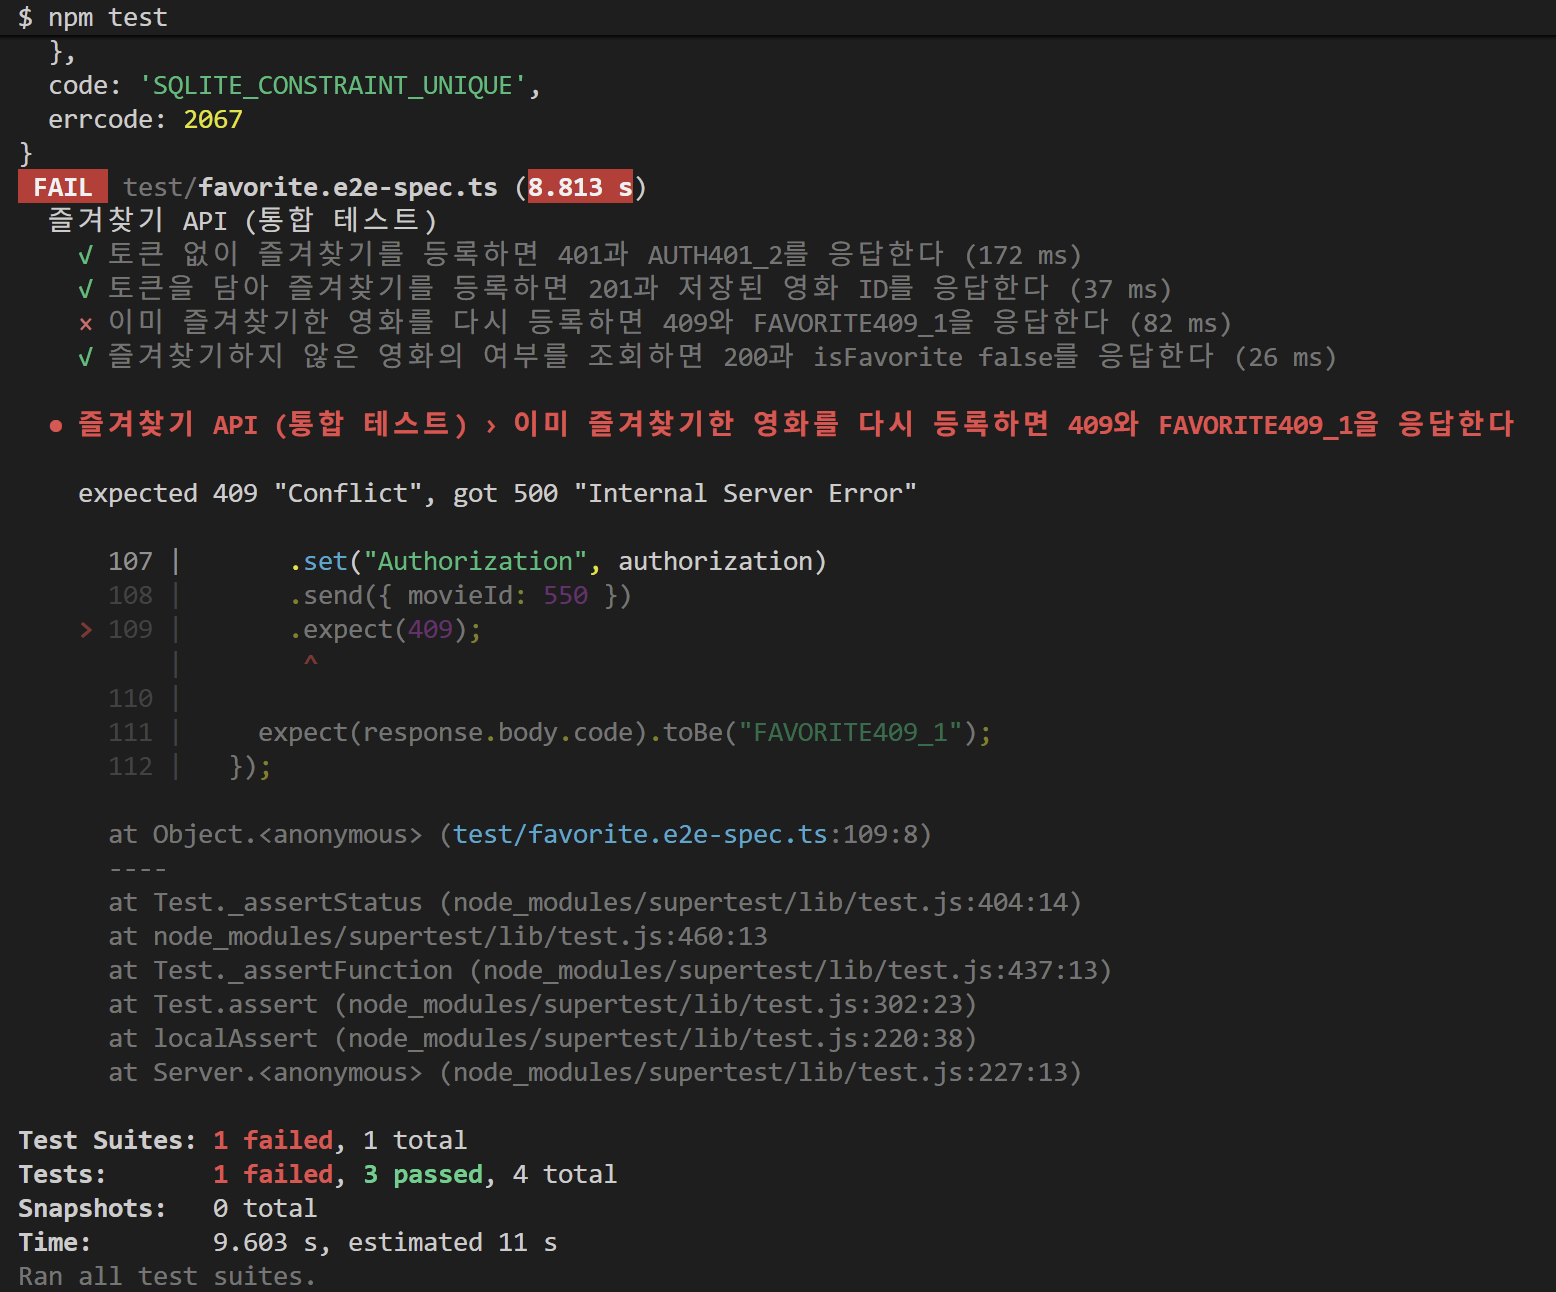 $ npm test
},
code: 'SQLITE_CONSTRAINT_UNIQUE',
errcode: 2067
}
FAIL test/favorite.e2e-spec.ts (8.813 s)
즐겨찾기 API (통합 테스트)
√ 토큰 없이 즐겨찾기를 등록하면 401과 AUTH401_2를 응답한다 (172 ms)
√ 토큰을 담아 즐겨찾기를 등록하면 201과 저장된 영화 ID를 응답한다 (37 ms)
× 이미 즐겨찾기한 영화를 다시 등록하면 409와 FAVORITE409_1을 응답한다 (82 ms)
√ 즐겨찾기하지 않은 영화의 여부를 조회하면 200과 isFavorite false를 응답한다 (26 ms)
● 즐겨찾기 API (통합 테스트) › 이미 즐겨찾기한 영화를 다시 등록하면 409와 FAVORITE409_1을 응답한다
expected 409 "Conflict", got 500 "Internal Server Error"
107 |       .set("Authorization", authorization)
108 |       .send({ movieId: 550 })
> 109 |       .expect(409);
|        ^
110 |
111 |     expect(response.body.code).toBe("FAVORITE409_1");
112 |   });
at Object.<anonymous> (test/favorite.e2e-spec.ts:109:8)
----
at Test._assertStatus (node_modules/supertest/lib/test.js:404:14)
at node_modules/supertest/lib/test.js:460:13
at Test._assertFunction (node_modules/supertest/lib/test.js:437:13)
at Test.assert (node_modules/supertest/lib/test.js:302:23)
at localAssert (node_modules/supertest/lib/test.js:220:38)
at Server.<anonymous> (node_modules/supertest/lib/test.js:227:13)
Test Suites: 1 failed, 1 total
Tests:       1 failed, 3 passed, 4 total
Snapshots:   0 total
Time:        9.603 s, estimated 11 s
Ran all test suites.